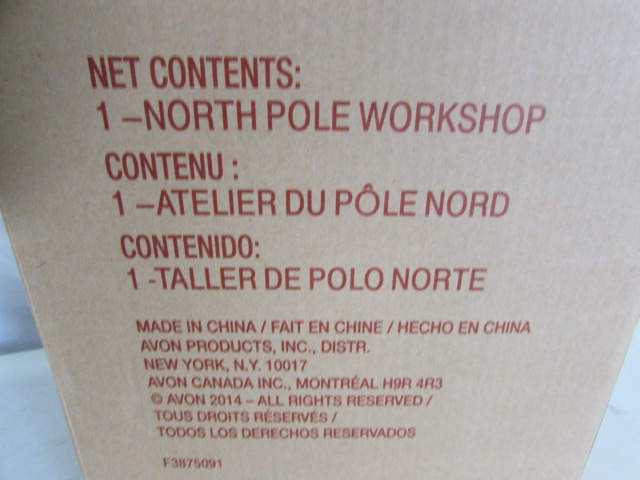 NET CONTENTS:
1 –NORTH POLE WORKSHOP
CONTENU :
1 –ATELIER DU PÔLE NORD
CONTENIDO:
1 -TALLER DE POLO NORTE
MADE IN CHINA / FAIT EN CHINE / HECHO EN CHINA
AVON PRODUCTS, INC., DISTR.
NEW YORK, N.Y. 10017
AVON CANADA INC., MONTRÉAL H9R 4R3
© AVON 2014 – ALL RIGHTS RESERVED /
TOUS DROITS RÉSERVÉS /
TODOS LOS DERECHOS RESERVADOS
F3875091